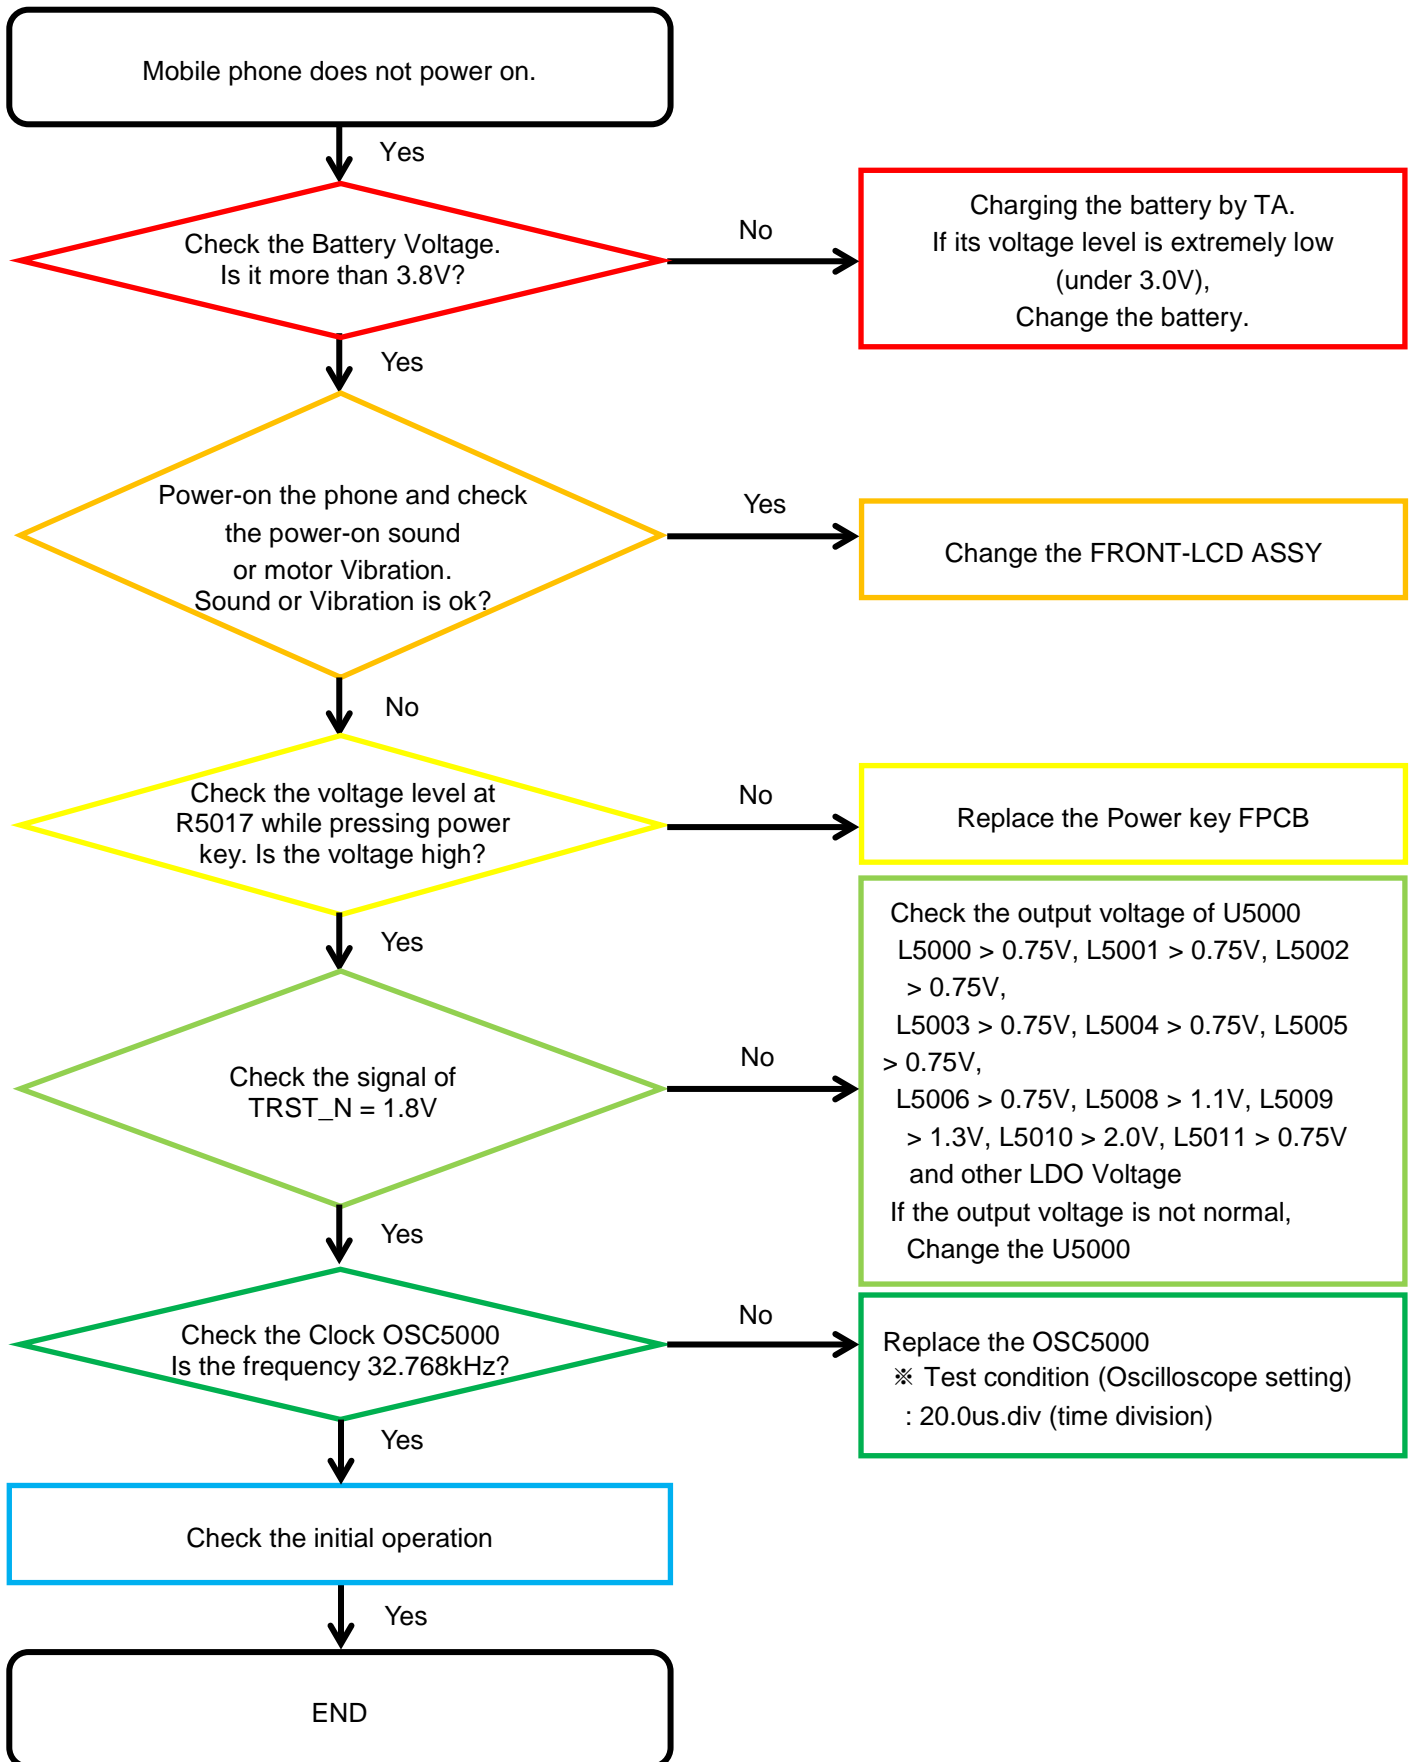 Mobile phone does not power on.
Yes
Check the Battery Voltage.
Is it more than 3.8V?
No
Charging the battery by TA.
If its voltage level is extremely low
(under 3.0V),
Change the battery.
Yes
Power-on the phone and check
the power-on sound
or motor Vibration.
Sound or Vibration is ok?
Yes
Change the FRONT-LCD ASSY
No
Check the voltage level at
R5017 while pressing power
key. Is the voltage high?
No
Replace the Power key FPCB
Yes
Check the signal of
TRST_N = 1.8V
No
Check the output voltage of U5000
L5000 > 0.75V, L5001 > 0.75V, L5002
> 0.75V,
L5003 > 0.75V, L5004 > 0.75V, L5005
> 0.75V,
L5006 > 0.75V, L5008 > 1.1V, L5009
> 1.3V, L5010 > 2.0V, L5011 > 0.75V
and other LDO Voltage
If the output voltage is not normal,
Change the U5000
Yes
Check the Clock OSC5000
Is the frequency 32.768kHz?
No
Replace the OSC5000
※ Test condition (Oscilloscope setting)
: 20.0us.div (time division)
Yes
Check the initial operation
Yes
END